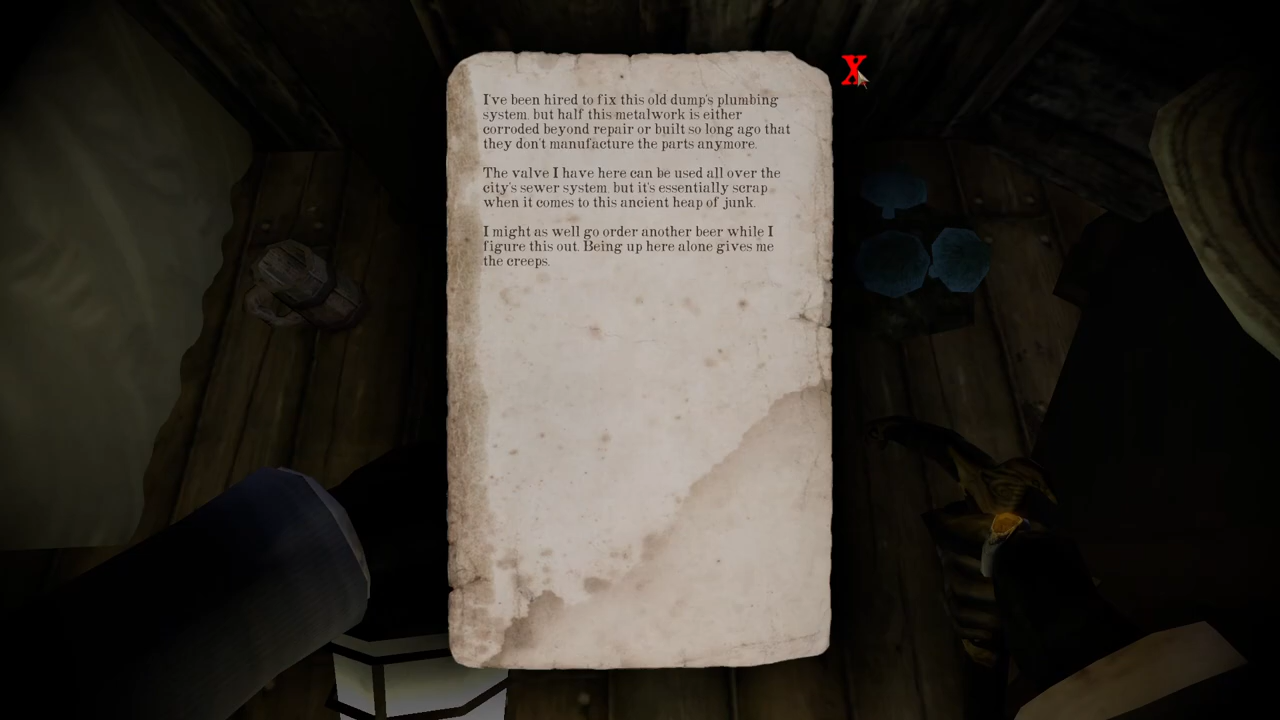 I've been hired to fix this old dump's plumbing
system, but half this metalwork is either
corroded beyond repair or built so long ago that
they don't manufacture the parts anymore.
The valve I have here can be used all over the
city's sewer system, but it's essentially scrap
when it comes to this ancient heap of junk.
I might as well go order another beer while I
figure this out. Being up here alone gives me
the creeps.
X